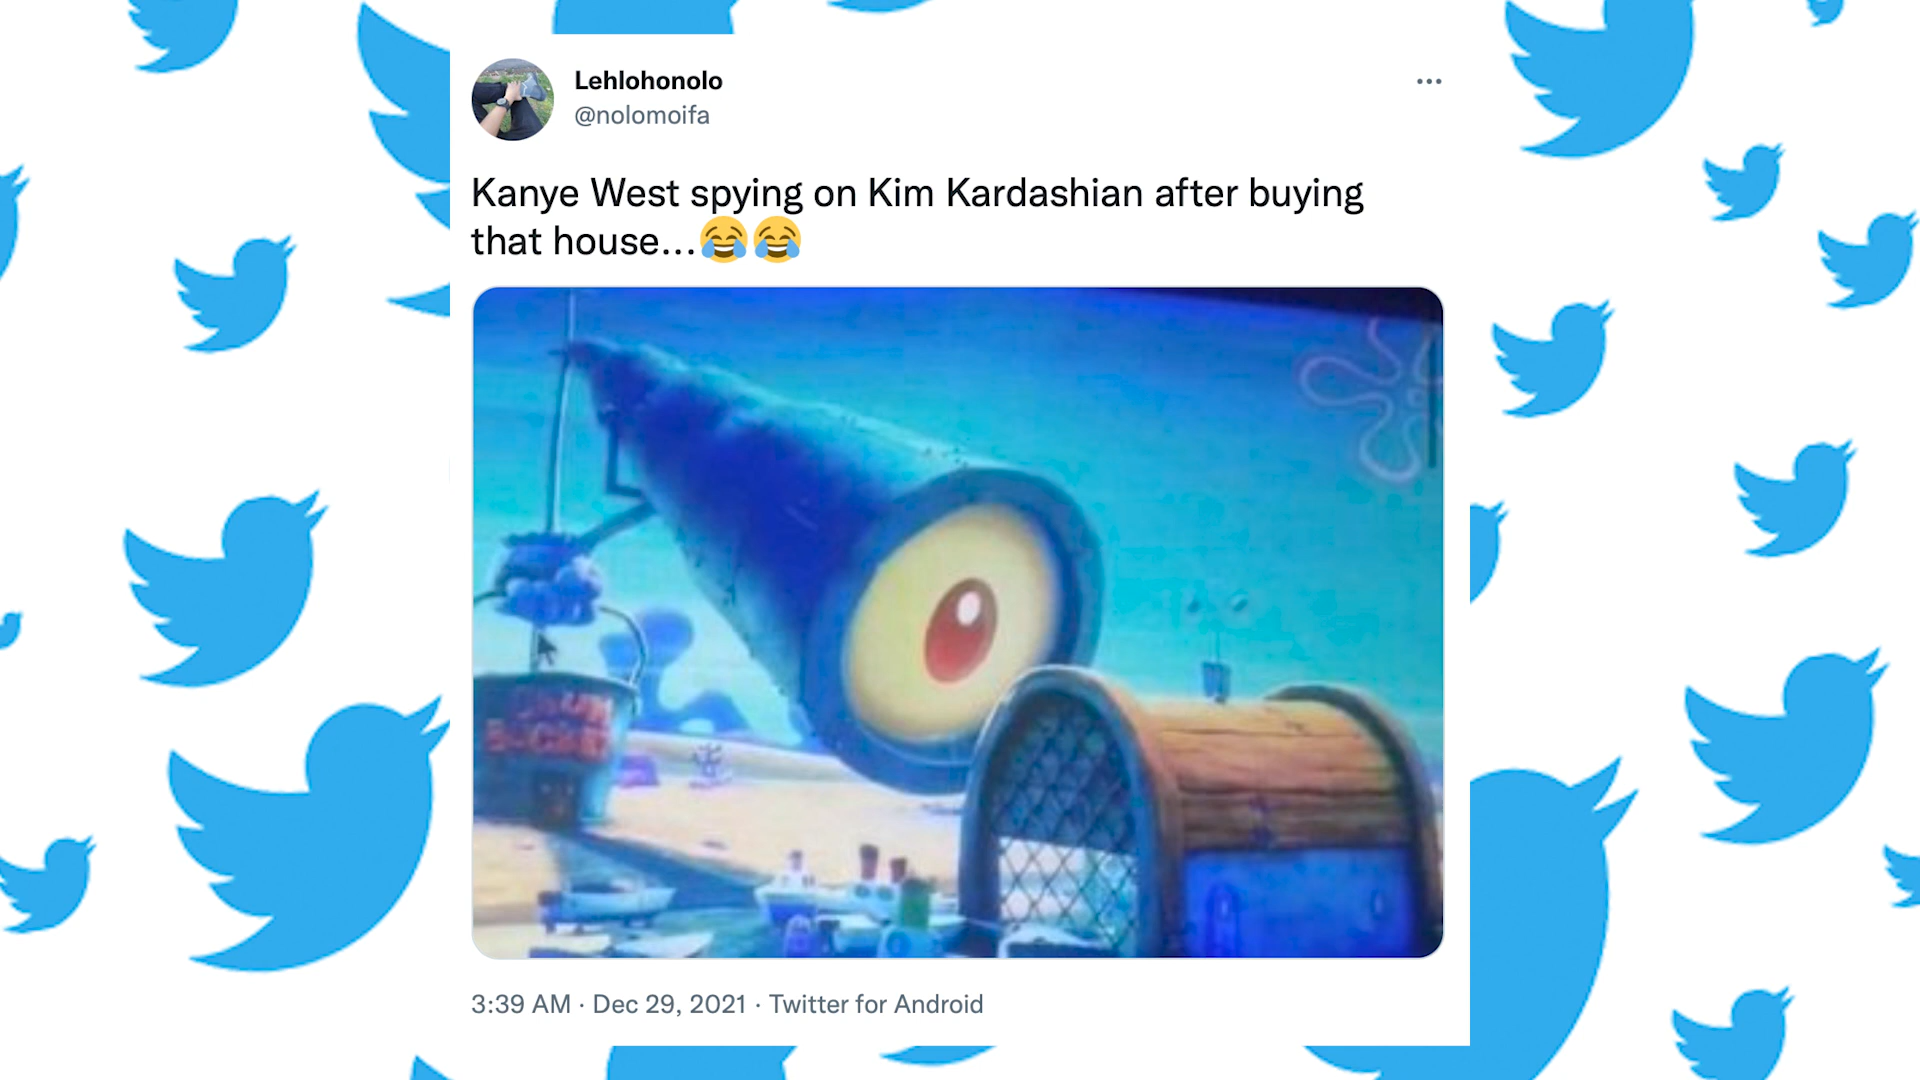 Lehlohonolo
@nolomoifa
Kanye West spying on Kim Kardashian after buying
that house...😂😂
3:39 AM · Dec 29, 2021 · Twitter for Android